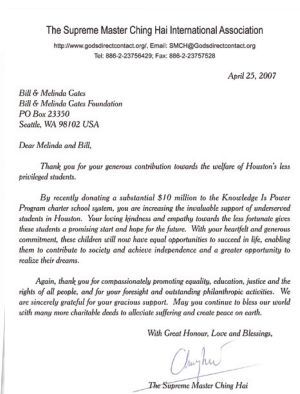 The Supreme Master Ching Hai International Association
http://www.godsdirectcontact.org/, Email: SMCH@Godsdirectcontact.org
Tel: 886-2-23756429; Fax: 886-2-23757528
April 25, 2007
Bill & Melinda Gates
Bill & Melinda Gates Foundation
PO Box 23350
Seattle, WA 98102 USA
Dear Melinda and Bill,
Thank you for your generous contribution towards the welfare of Houston's less
privileged students.
By recently donating a substantial $10 million to the Knowledge Is Power
Program charter school system, you are increasing the invaluable support of underserved
students in Houston. Your loving kindness and empathy towards the less fortunate gives
these students a promising start and hope for the future. With your heartfelt and generous
commitment, these children will now have equal opportunities to succeed in life, enabling
them to contribute to society and achieve independence and a greater opportunity to
realize their dreams.
Again, thank you for compassionately promoting equality, education, justice and the
rights of all people, and for your foresight and outstanding philanthropic activities. We
are sincerely grateful for your gracious support. May you continue to bless our world
with many more charitable deeds to alleviate suffering and create peace on earth.
With Great Honour, Love and Blessings,
The Supreme Master Ching Hai